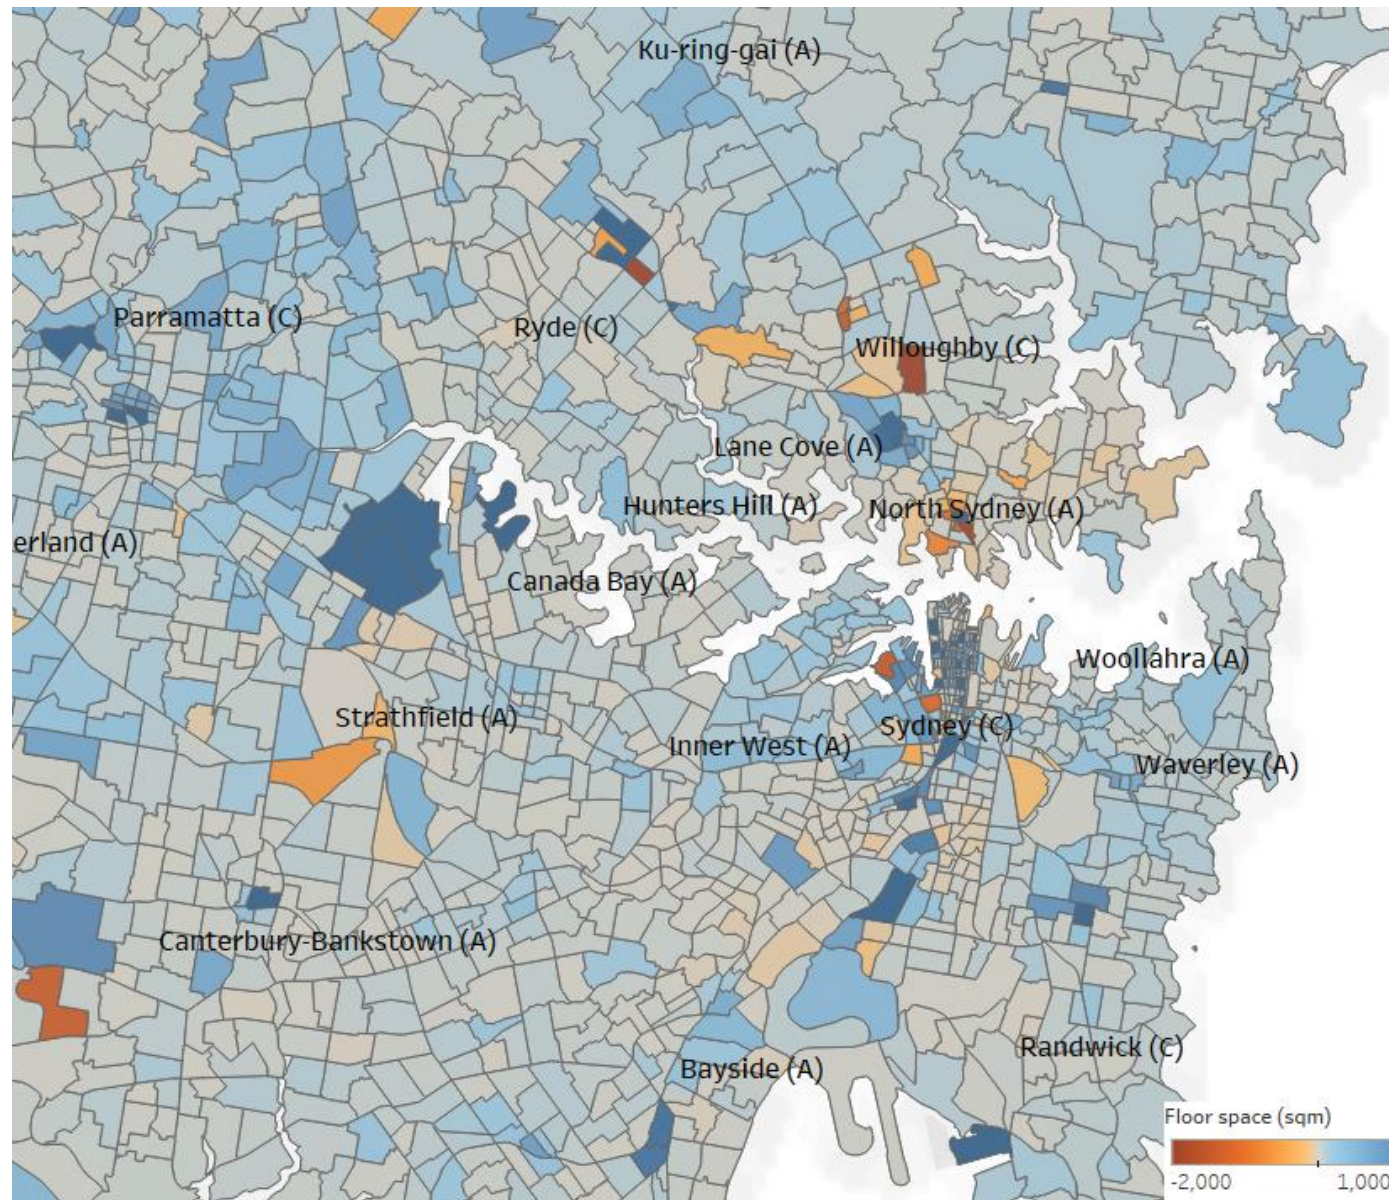 Ku-ring-gai (A)
Parramatta (C)
Ryde (C)
Willoughby (C)
Lane Cove (A)
Hunters Hill (A)
North Sydney (A)
erland (A)
Canada Bay (A)
Woollahra (A)
Strathfield (A)
Sydney (C)
Inner West (A)
Waverley (A)
Canterbury-Bankstown (A)
Randwick (C)
Bayside (A)
Floor space (sqm)
-2,000 1,000